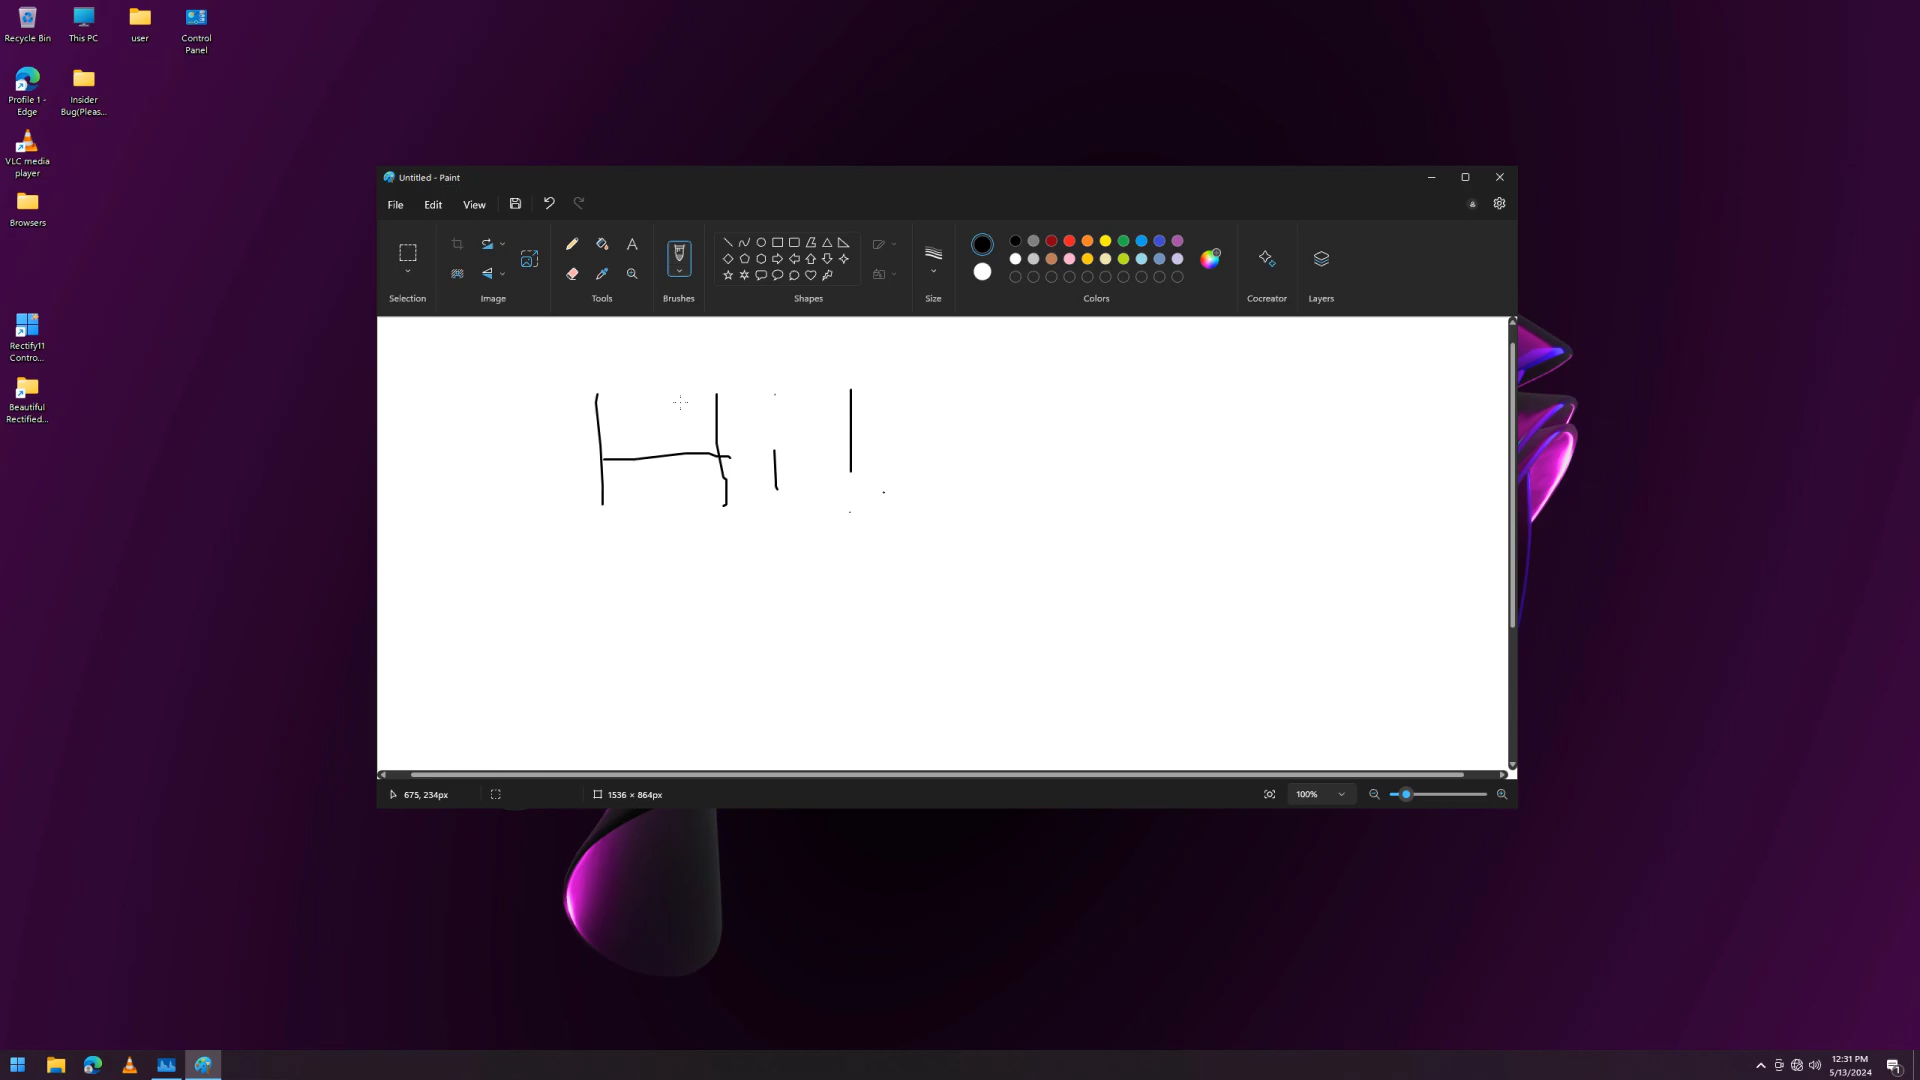 Recycle Bin
This PC
user
Control
Panel
Profile 1 -
Edge
Insider
Bug(Pleas...
VLC media
player
Browsers
Rectify11
Contro...
Beautiful
Rectified...
Untitled - Paint
File Edit View
Selection Image Tools Brushes Shapes Size Colors Cocreator Layers
Hi!
675, 234px
1536 × 864px
100%
12:31 PM
5/13/2024